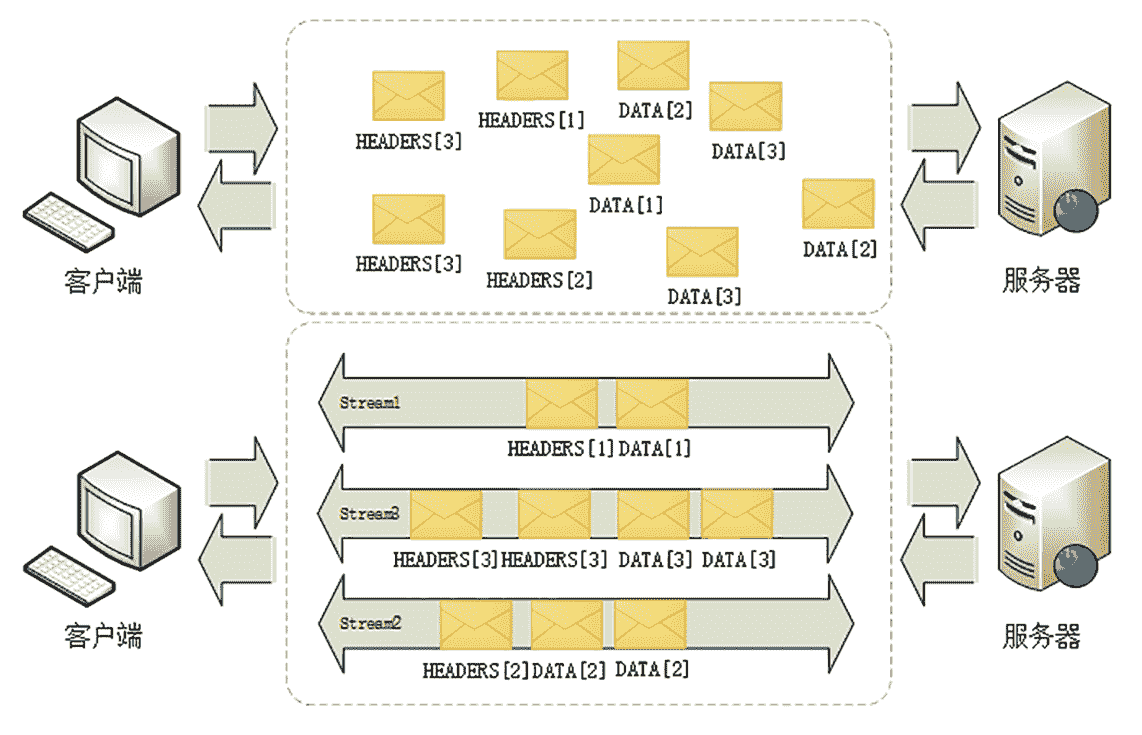 HEADERS[3]
HEADERS[1]
DATA[2]
DATA[3]
DATA[1]
HEADERS[3]
HEADERS[2]
DATA[3]
DATA[2]
客户端
服务器
Stream1
HEADERS[1] DATA[1]
Stream3
HEADERS[3] HEADERS[3] DATA[3] DATA[3]
Stream2
HEADERS[2] DATA[2] DATA[2]
客户端
服务器